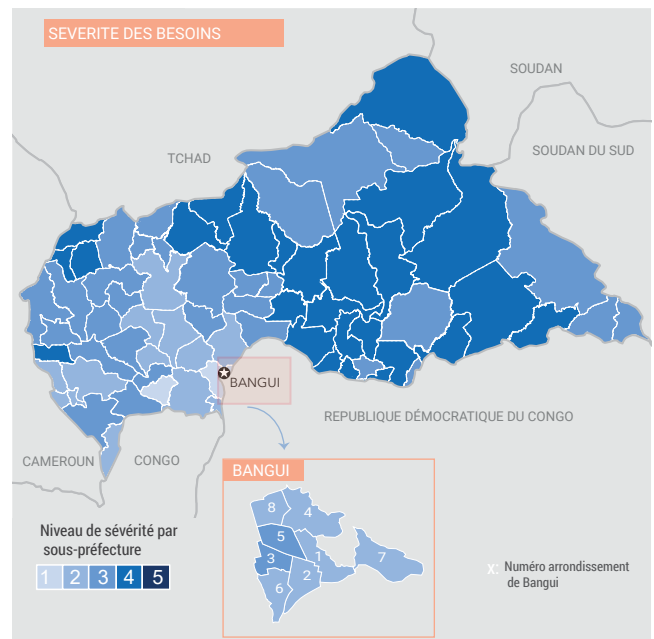 SEVERITE DES BESOINS
SOUDAN
SOUDAN DU SUD
TCHAD
BANGUI
REPUBLIQUE DÉMOCRATIQUE DU CONGO
CAMEROUN
CONGO
BANGUI
8
4
5
3
1
7
6
2
Niveau de sévérité par
sous-préfecture
1 2 3 4 5
x: Numéro arrondissement
de Bangui